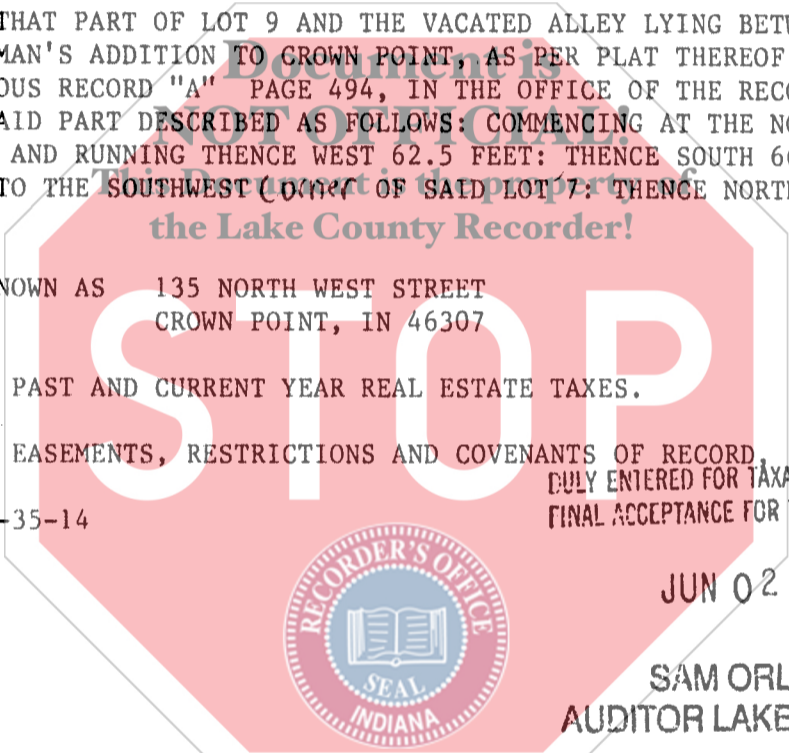 THAT PART OF LOT 9 AND THE VACATED ALLEY LYING BETW
MAN'S ADDITION TO CROWN POINT, AS PER PLAT THEREOF
OUS RECORD "A" PAGE 494, IN THE OFFICE OF THE RECO
AID PART DESCRIBED AS FOLLOWS: COMMENCING AT THE NO
AND RUNNING THENCE WEST 62.5 FEET: THENCE SOUTH 6
TO THE SOUTHWEST Corner OF SAID LOT 7: THENCE NORTH
Document is
NOT OFFICIAL!
This Document is the property of
the Lake County Recorder!
NOWN AS 135 NORTH WEST STREET
CROWN POINT, IN 46307
STOP
PAST AND CURRENT YEAR REAL ESTATE TAXES.
EASEMENTS, RESTRICTIONS AND COVENANTS OF RECORD.
DULY ENTERED FOR TAXA
-35-14
FINAL ACCEPTANCE FOR T
RECORDER'S OFFICE
SEAL
INDIANA
JUN 02
SAM ORL
AUDITOR LAKE